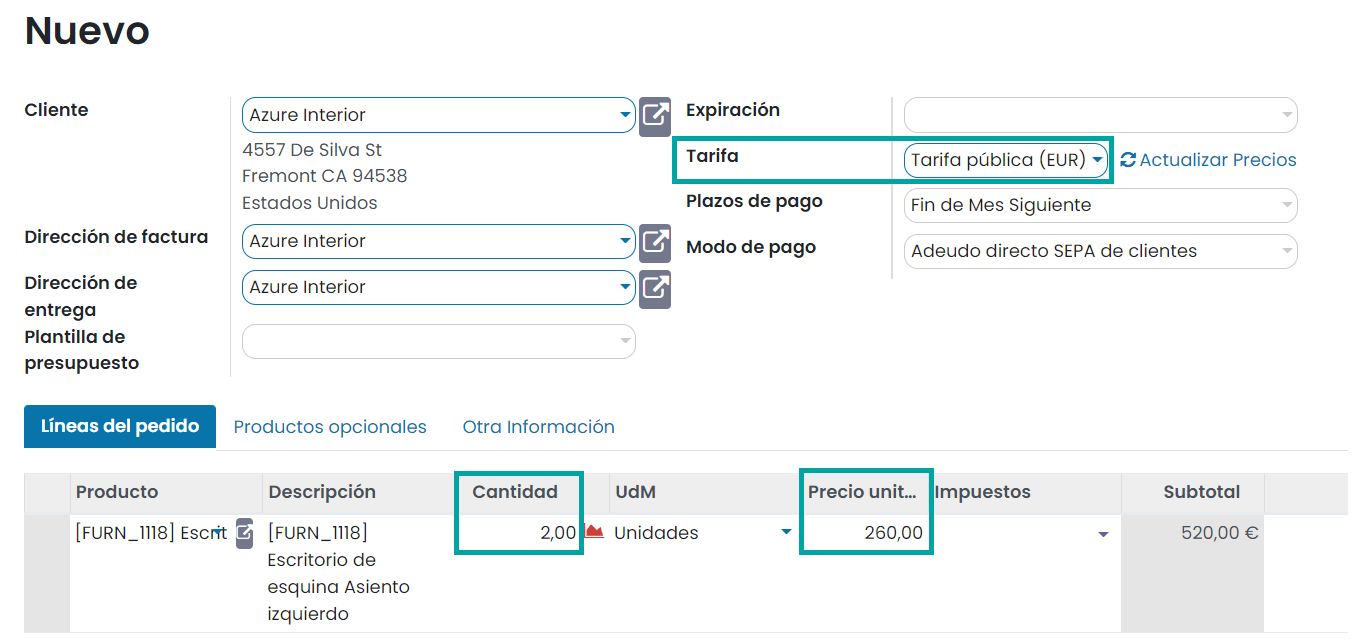 Nuevo
Cliente
Azure Interior
4557 De Silva St
Fremont CA 94538
Estados Unidos
Dirección de factura
Azure Interior
Dirección de
entrega
Azure Interior
Plantilla de
presupuesto
Expiración
Tarifa
Tarifa pública (EUR)
Actualizar Precios
Plazos de pago
Fin de Mes Siguiente
Modo de pago
Adeudo directo SEPA de clientes
Líneas del pedido Productos opcionales Otra Información
Producto Descripción Cantidad UdM Precio unit... Impuestos Subtotal
[FURN_1118] Escrit [FURN_1118] 2,00 Unidades 260,00 520,00 €
Escritorio de
esquina Asiento
izquierdo